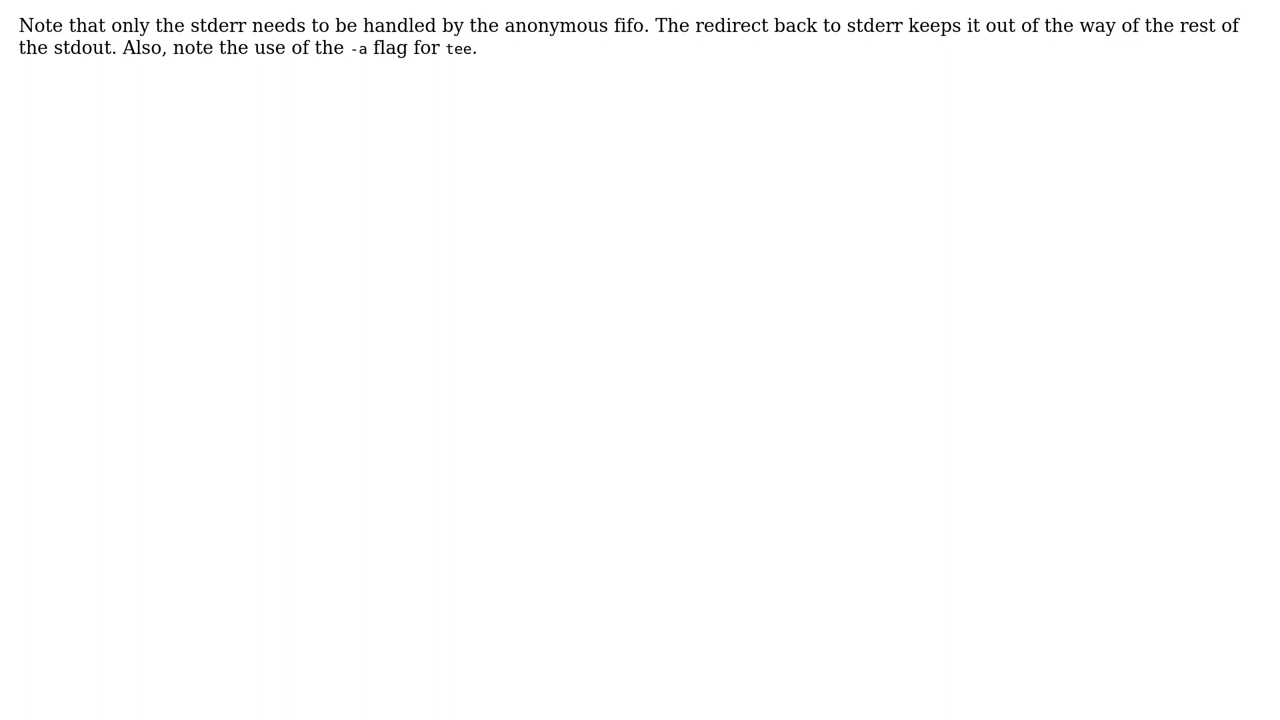 Note that only the stderr needs to be handled by the anonymous fifo. The redirect back to stderr keeps it out of the way of the rest of
the stdout. Also, note the use of the -a flag for tee.